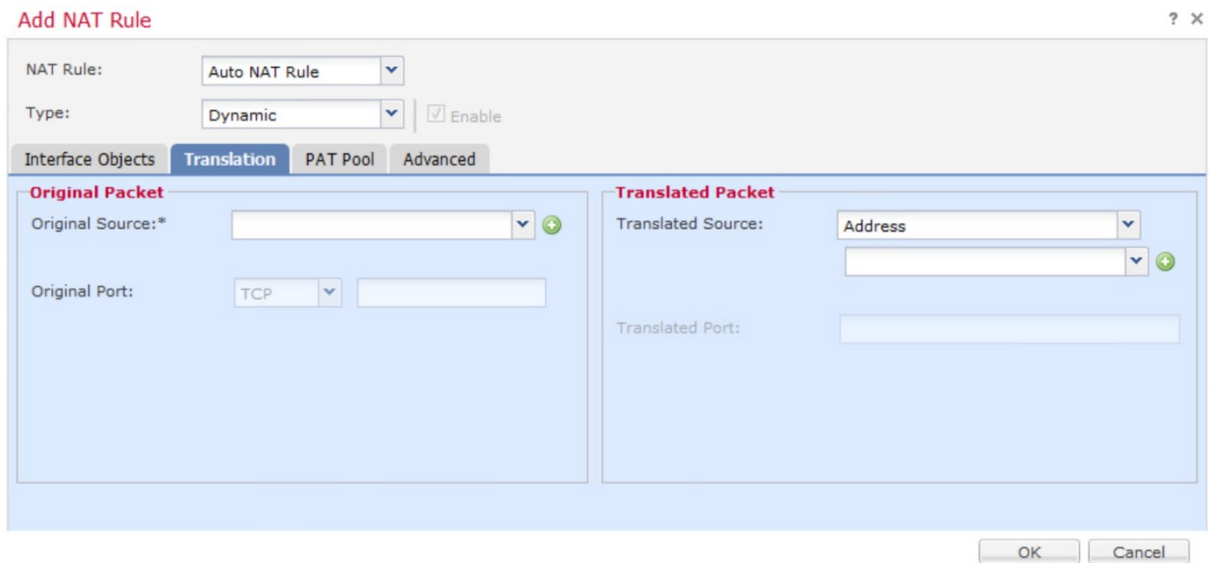 Add NAT Rule ? ×
NAT Rule: Auto NAT Rule
Type: Dynamic Enable
Interface Objects Translation PAT Pool Advanced
Original Packet
Original Source:*
Original Port: TCP
Translated Packet
Translated Source: Address
Translated Port:
OK Cancel